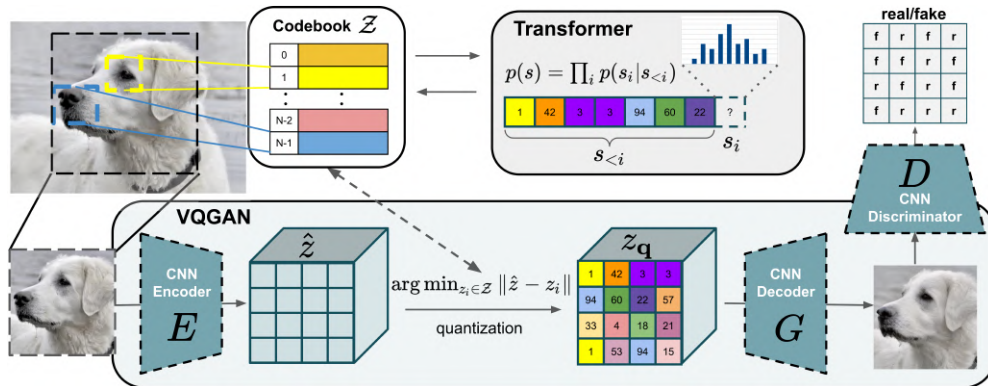 Codebook 𝒵
0
1
⋮ ⋮
N-2
N-1
Transformer
p(s) = ∏ᵢ p(sᵢ|s<ᵢ)
1 42 3 3 94 60 22 ?
s<ᵢ sᵢ
real/fake
f r f r
f f r r
r f r f
f r r r
D
CNN
Discriminator
VQGAN
CNN
Encoder
E
ẑ
arg min_{zᵢ∈𝒵} ‖ẑ − zᵢ‖
quantization
z_q
1 42 3 3
94 60 22 57
33 4 18 21
1 53 94 15
CNN
Decoder
G